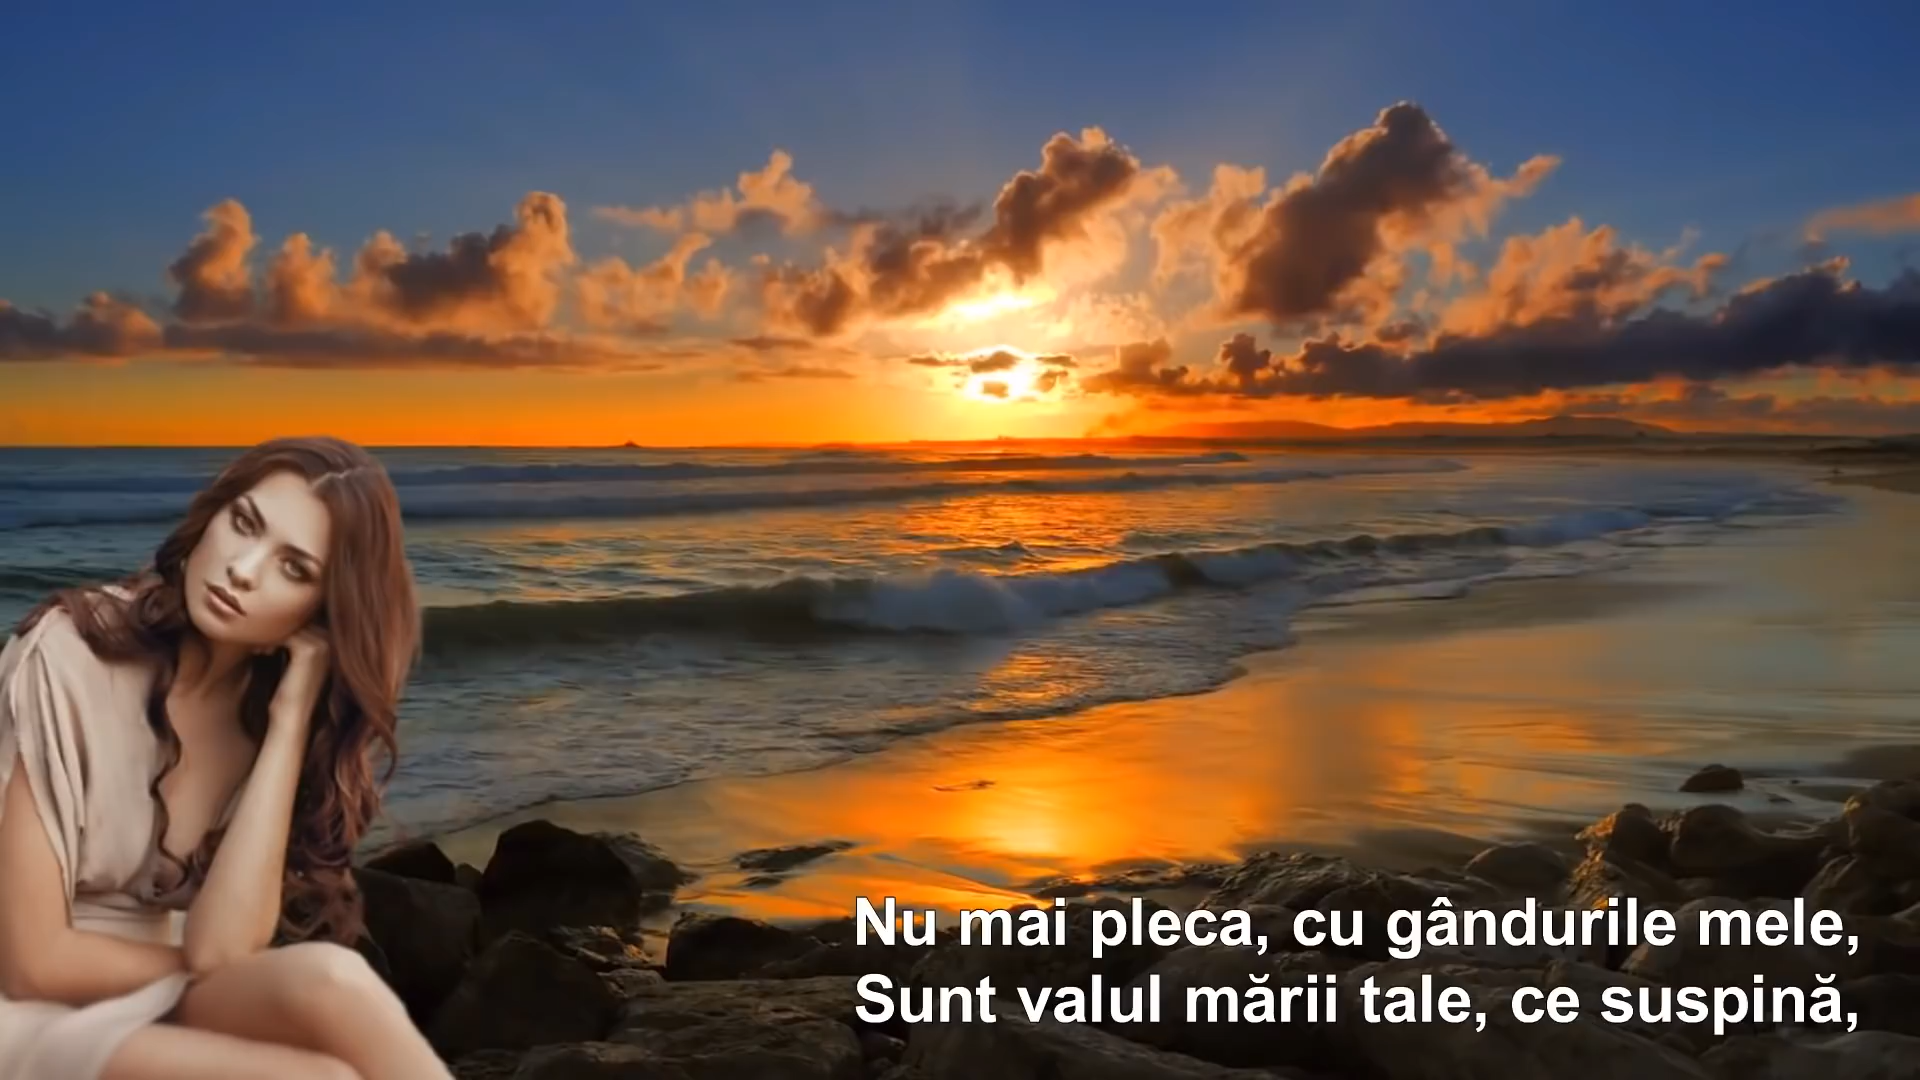 Nu mai pleca, cu gândurile mele,
Sunt valul mării tale, ce suspină,